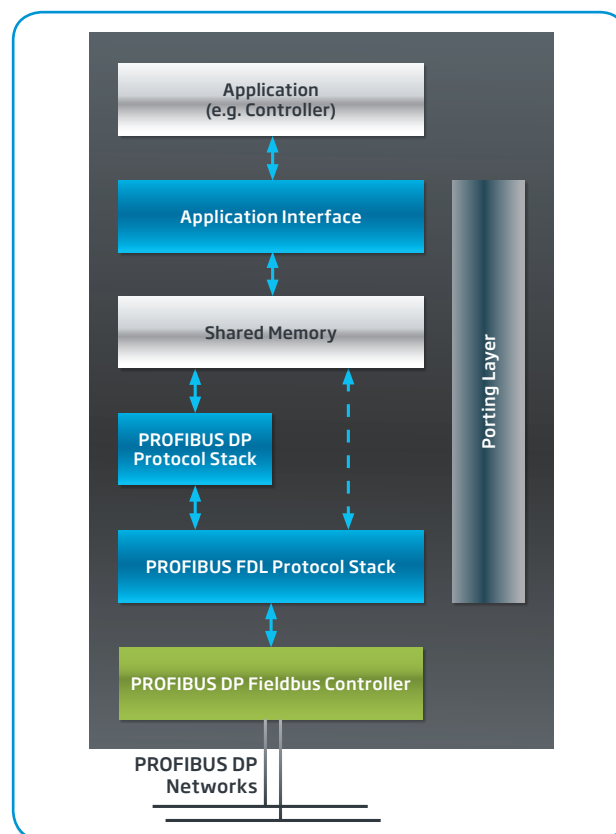 Application
(e.g. Controller)
Application Interface
Shared Memory
PROFIBUS DP
Protocol Stack
PROFIBUS FDL Protocol Stack
PROFIBUS DP Fieldbus Controller
Porting Layer
PROFIBUS DP
Networks